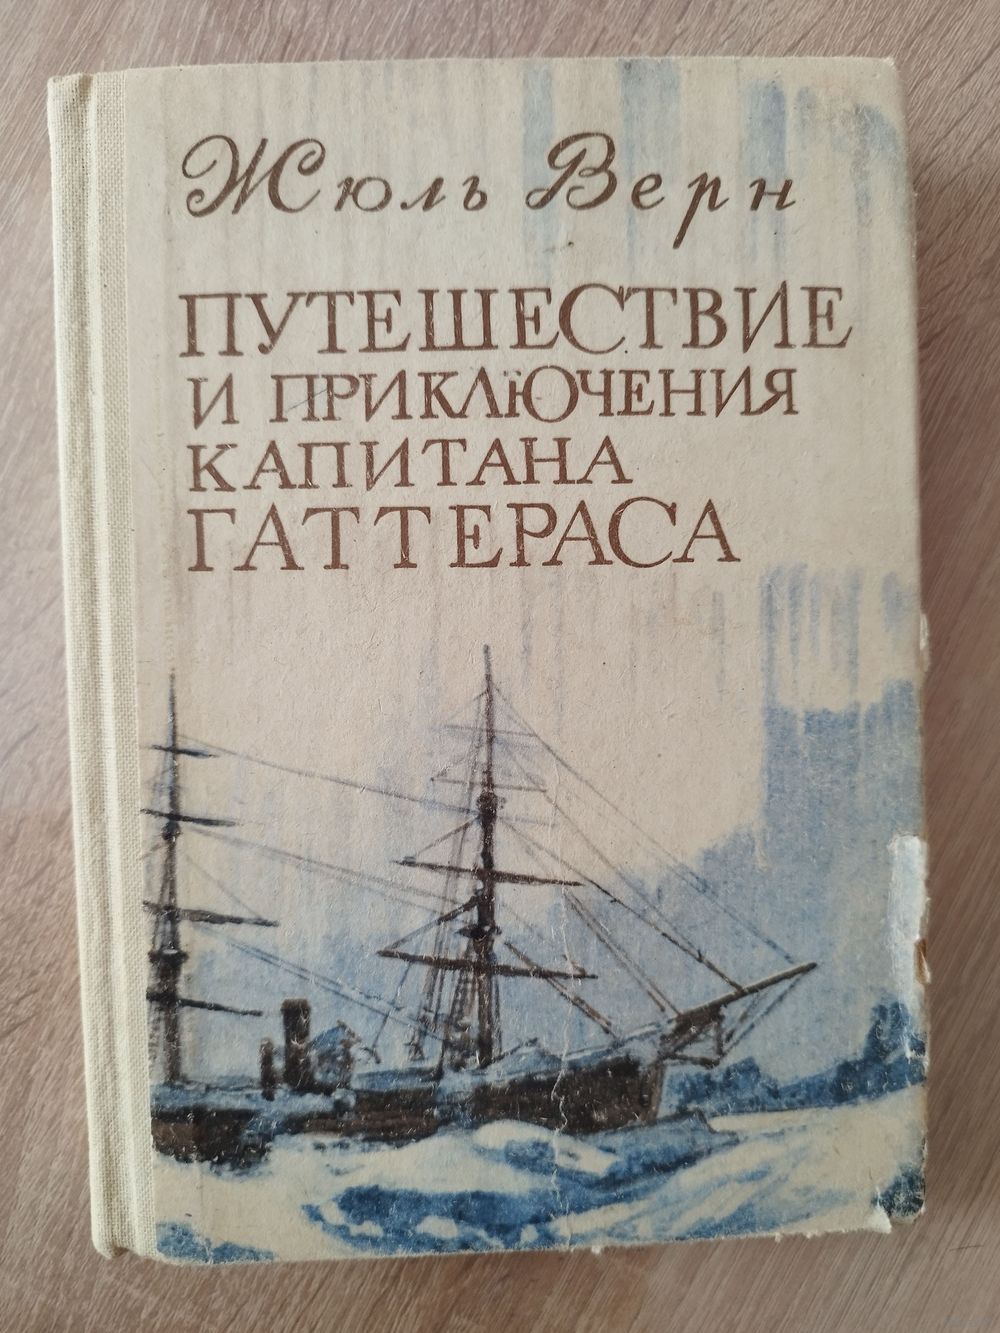 Жюль Верн
ПУТЕШЕСТВИЕ
И ПРИКЛЮЧЕНИЯ
КАПИТАНА
ГАТТЕРАСА